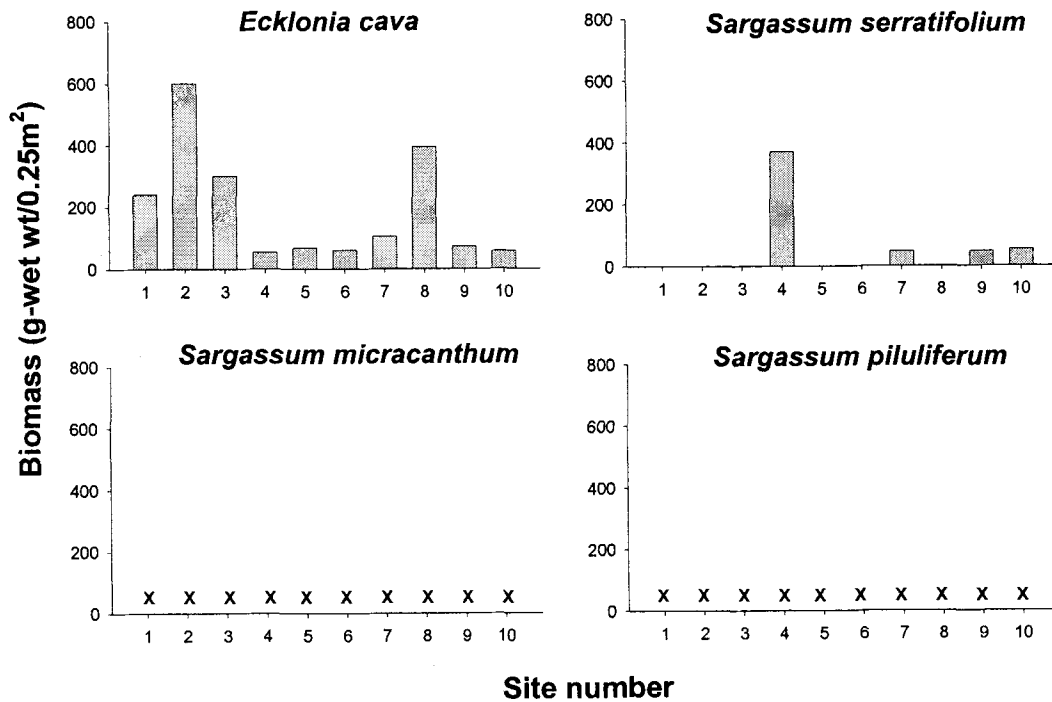 Biomass (g-wet wt/0.25m²)
Ecklonia cava
800
600
400
200
0
1 2 3 4 5 6 7 8 9 10
Sargassum serratifolium
800
600
400
200
0
1 2 3 4 5 6 7 8 9 10
Sargassum micracanthum
800
600
400
200
0
X X X X X X X X X X
1 2 3 4 5 6 7 8 9 10
Sargassum piluliferum
800
600
400
200
0
X X X X X X X X X X
1 2 3 4 5 6 7 8 9 10
Site number